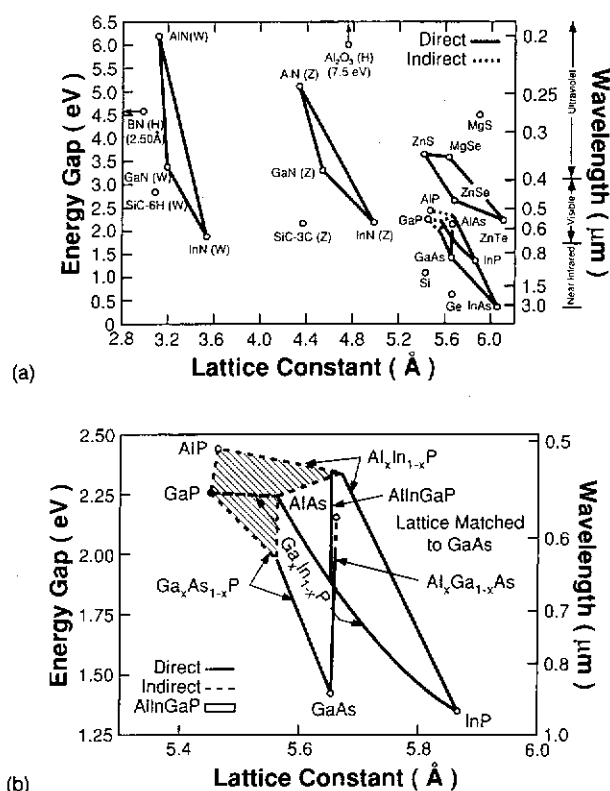 Energy Gap ( eV )
6.5
6.0
5.5
5.0
4.5
4.0
3.5
3.0
2.5
2.0
1.5
1.0
0.5
0
AlN(W)
BN (H)
(2.50Å)
GaN (W)
SiC-6H (W)
InN (W)
Al₂O₃ (H)
(7.5 eV)
AlN (Z)
GaN (Z)
SiC-3C (Z)
InN (Z)
Direct
Indirect
MgS
ZnS
MgSe
ZnSe
ZnTe
AlP
GaP
AlAs
GaAs
InP
Si
Ge
InAs
0.2
0.25
0.3
0.4
0.5
0.6
0.8
1.5
3.0
Ultraviolet
Visible
Near Infrared
Wavelength ( μm )
2.8 3.2 3.6 4.0 4.4 4.8 5.2 5.6 6.0
Lattice Constant ( Å )
(a)
Energy Gap ( eV )
2.50
2.25
2.00
1.75
1.50
1.25
AlP
GaP
AlAs
AlₓIn₁₋ₓP
AlInGaP
Lattice Matched
to GaAs
GaₓIn₁₋ₓP
GaₓAs₁₋ₓP
AlₓGa₁₋ₓAs
Direct
Indirect
AlInGaP
GaAs
InP
0.5
0.6
0.7
0.8
0.9
1.0
Wavelength ( μm )
5.4 5.6 5.8 6.0
Lattice Constant ( Å )
(b)